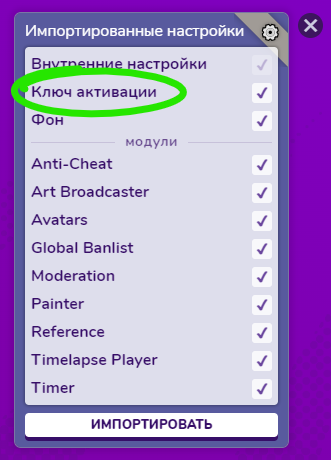 Импортированные настройки
Внутренние настройки
Ключ активации
Фон
модули
Anti-Cheat
Art Broadcaster
Avatars
Global Banlist
Moderation
Painter
Reference
Timelapse Player
Timer
ИМПОРТИРОВАТЬ